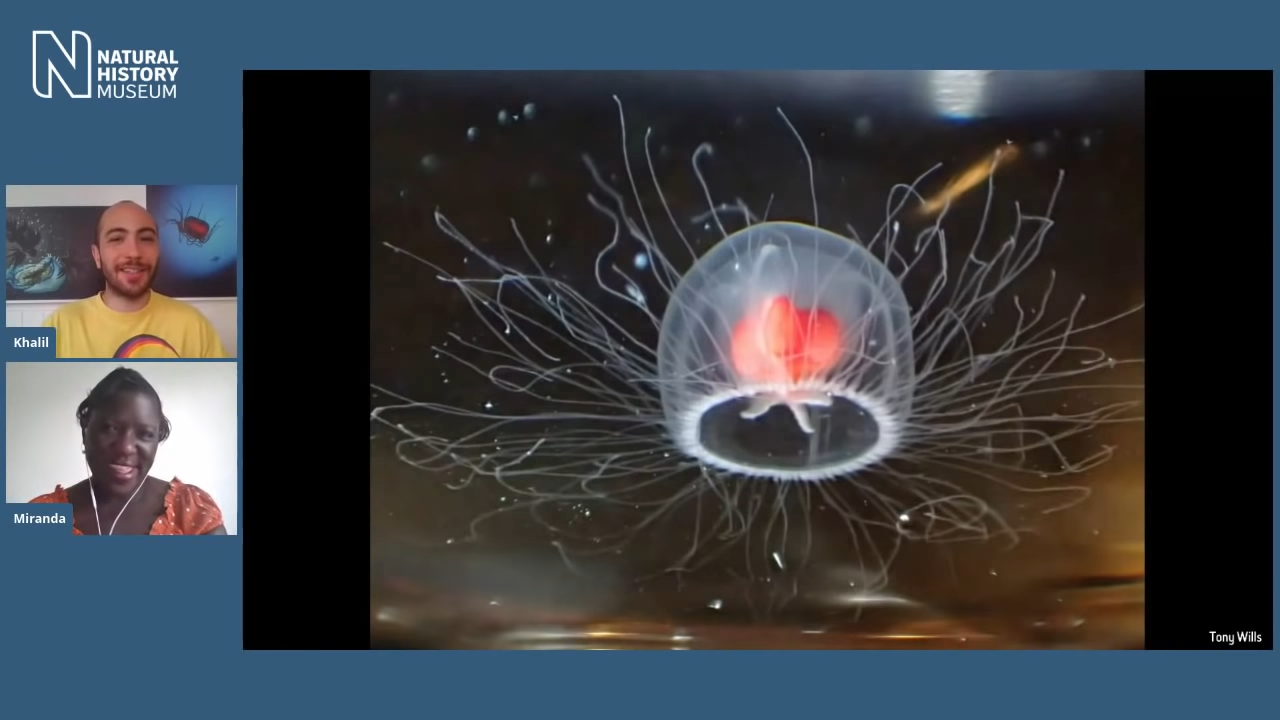 NATURAL
HISTORY
MUSEUM
Khalil
Miranda
Tony Wills